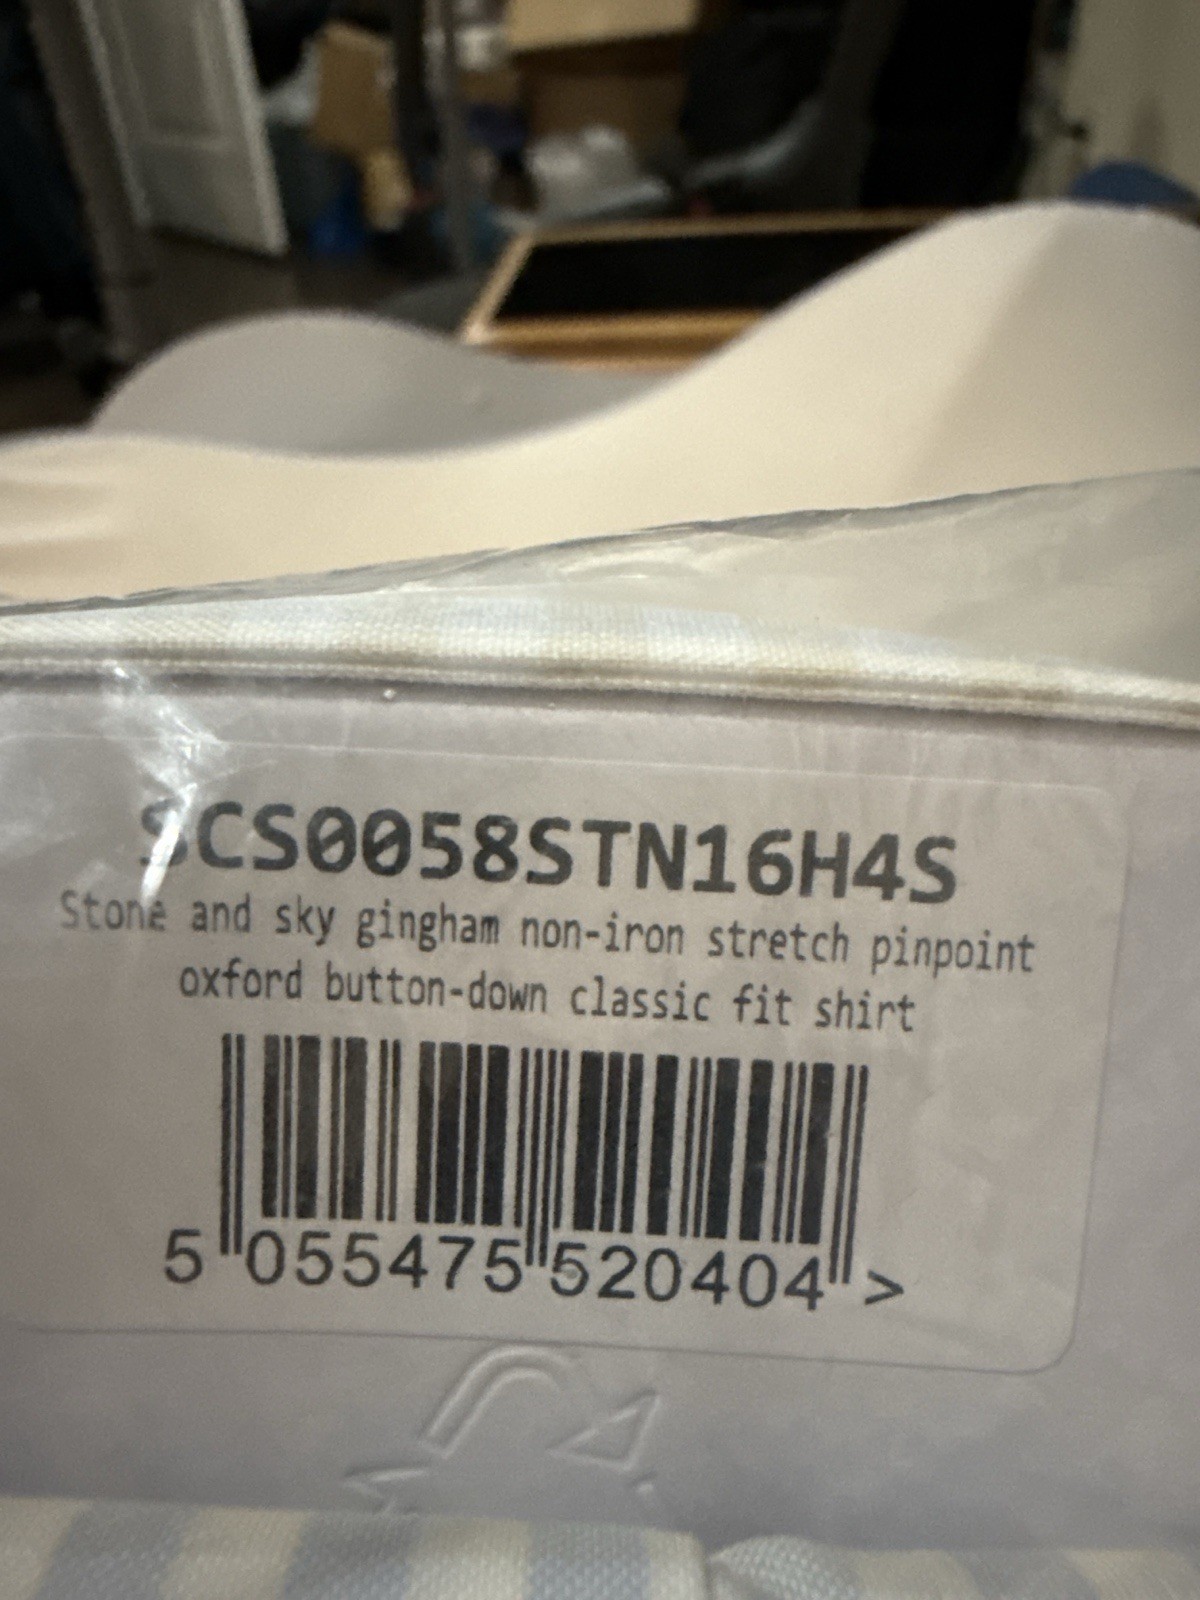 SCS0058STN16H4S
Stone and sky gingham non-iron stretch pinpoint
oxford button-down classic fit shirt
5 055475 520404 >